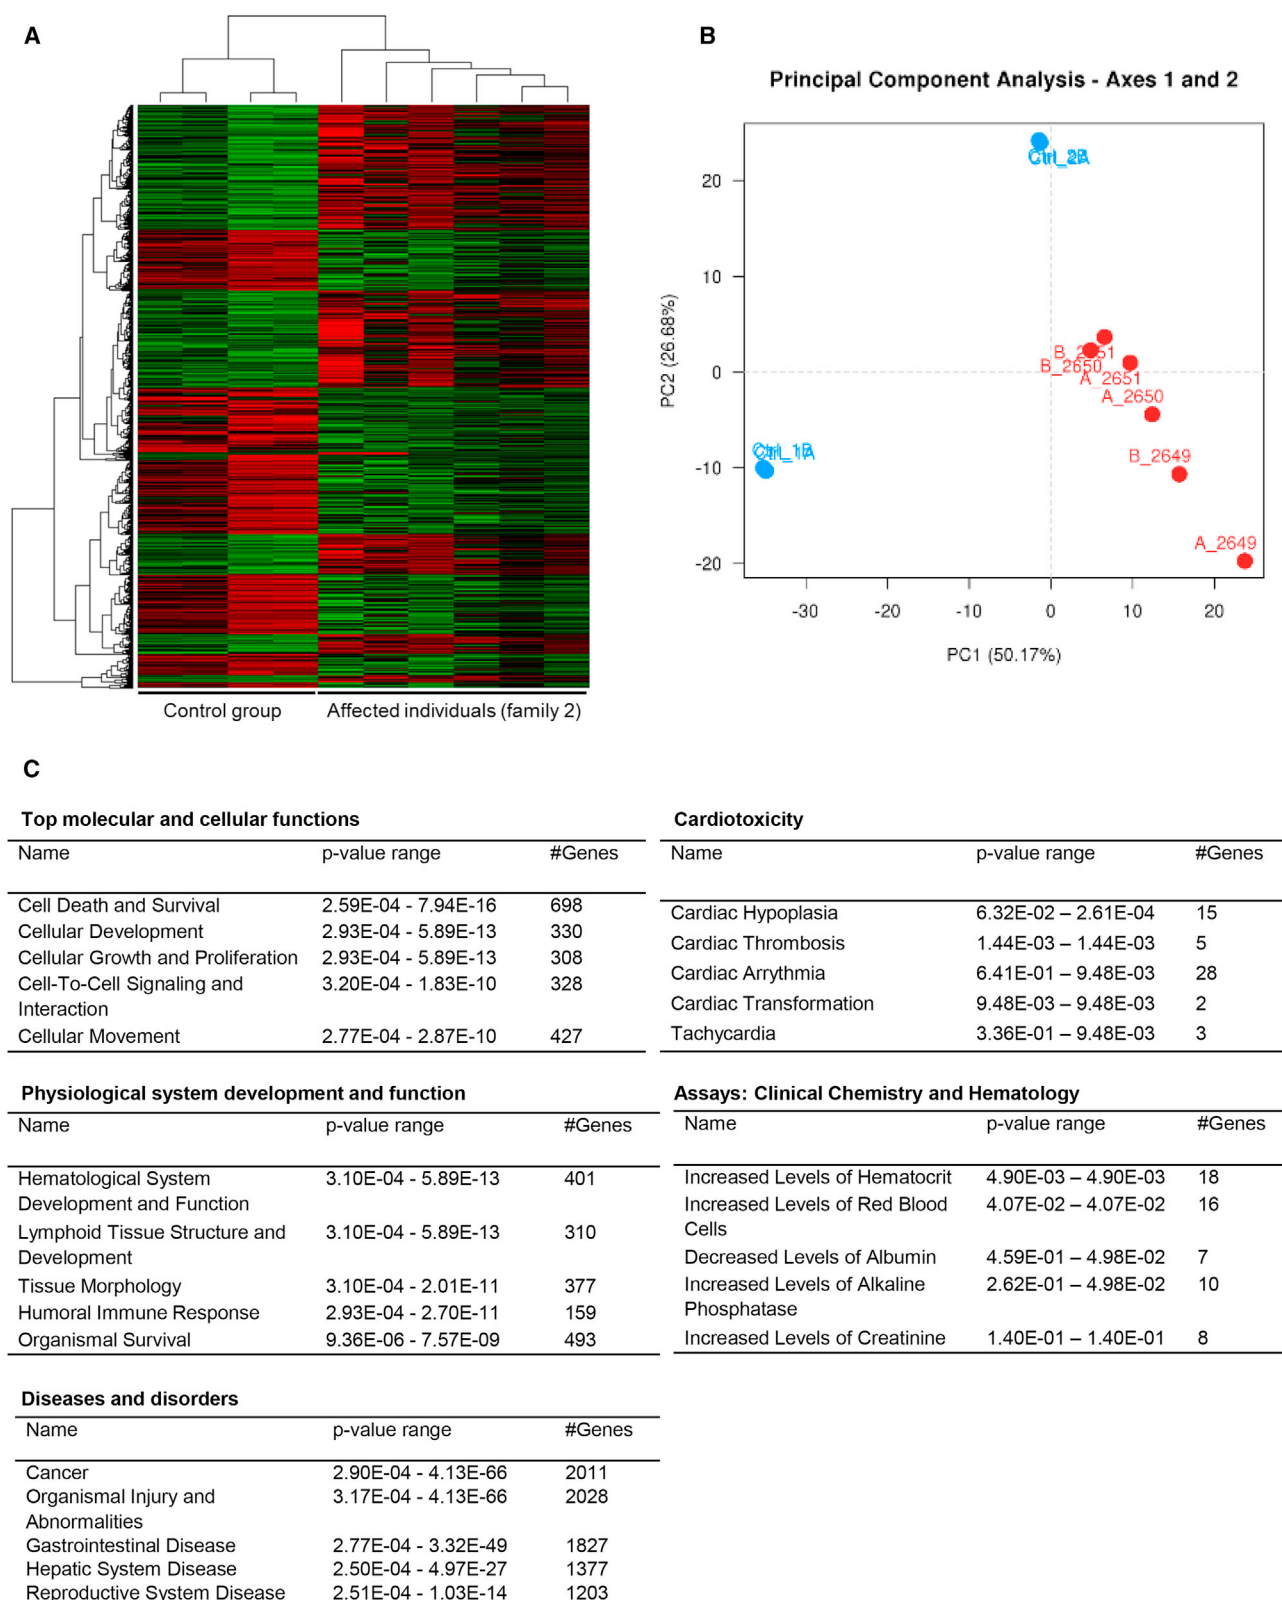 A
Control group
Affected individuals (family 2)
B
Principal Component Analysis - Axes 1 and 2
PC2 (26.68%)
20
10
0
-10
-20
Ctrl_2A
B_2651
B_2650
A_2651
A_2650
Ctrl_1A
B_2649
A_2649
-30
-20
-10
0
10
20
PC1 (50.17%)
C
Top molecular and cellular functions
Name p-value range #Genes
Cell Death and Survival 2.59E-04 - 7.94E-16 698
Cellular Development 2.93E-04 - 5.89E-13 330
Cellular Growth and Proliferation 2.93E-04 - 5.89E-13 308
Cell-To-Cell Signaling and 3.20E-04 - 1.83E-10 328
Interaction
Cellular Movement 2.77E-04 - 2.87E-10 427
Cardiotoxicity
Name p-value range #Genes
Cardiac Hypoplasia 6.32E-02 – 2.61E-04 15
Cardiac Thrombosis 1.44E-03 – 1.44E-03 5
Cardiac Arrythmia 6.41E-01 – 9.48E-03 28
Cardiac Transformation 9.48E-03 – 9.48E-03 2
Tachycardia 3.36E-01 – 9.48E-03 3
Physiological system development and function
Name p-value range #Genes
Hematological System 3.10E-04 - 5.89E-13 401
Development and Function
Lymphoid Tissue Structure and 3.10E-04 - 5.89E-13 310
Development
Tissue Morphology 3.10E-04 - 2.01E-11 377
Humoral Immune Response 2.93E-04 - 2.70E-11 159
Organismal Survival 9.36E-06 - 7.57E-09 493
Assays: Clinical Chemistry and Hematology
Name p-value range #Genes
Increased Levels of Hematocrit 4.90E-03 – 4.90E-03 18
Increased Levels of Red Blood 4.07E-02 – 4.07E-02 16
Cells
Decreased Levels of Albumin 4.59E-01 – 4.98E-02 7
Increased Levels of Alkaline 2.62E-01 – 4.98E-02 10
Phosphatase
Increased Levels of Creatinine 1.40E-01 – 1.40E-01 8
Diseases and disorders
Name p-value range #Genes
Cancer 2.90E-04 - 4.13E-66 2011
Organismal Injury and 3.17E-04 - 4.13E-66 2028
Abnormalities
Gastrointestinal Disease 2.77E-04 - 3.32E-49 1827
Hepatic System Disease 2.50E-04 - 4.97E-27 1377
Reproductive System Disease 2.51E-04 - 1.03E-14 1203